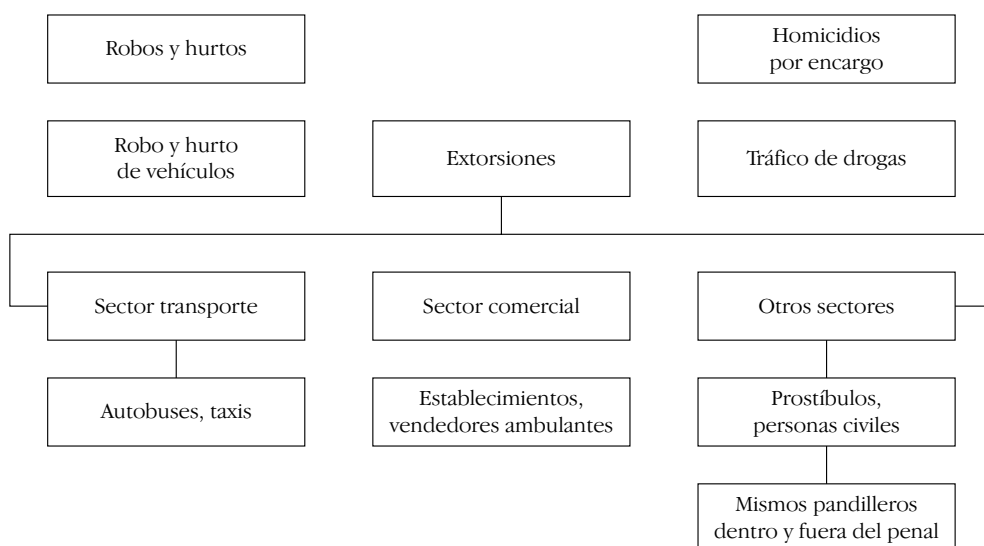 Robos y hurtos
Homicidios
por encargo
Robo y hurto
de vehículos
Extorsiones
Tráfico de drogas
Sector transporte
Sector comercial
Otros sectores
Autobuses, taxis
Establecimientos,
vendedores ambulantes
Prostíbulos,
personas civiles
Mismos pandilleros
dentro y fuera del penal